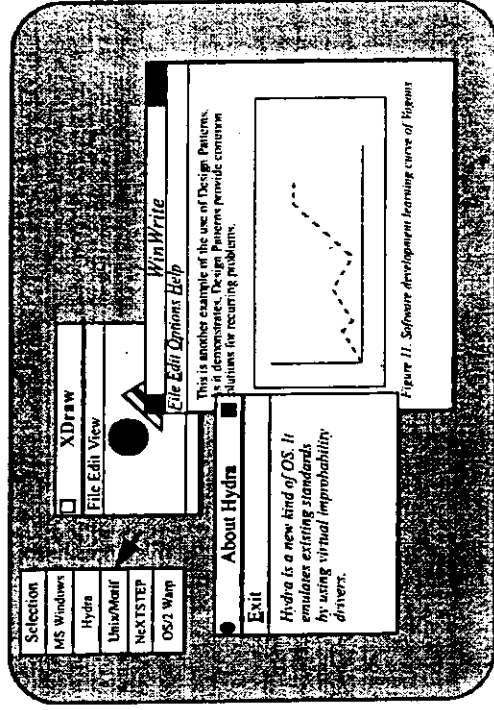 Selection
MS Windows
Hydra
Unix/Motif
NeXTSTEP
OS/2 Warp
XDraw
File Edit View
WinWrite
File Edit Options Help
This is another example of the use of Design Patterns.
As it demonstrates, Design Patterns provide common
solutions for recurring problems.
Figure 11. Software development learning curve of Vogons
About Hydra
Exit
Hydra is a new kind of OS. It
emulates existing standards
by using virtual improbability
drivers.